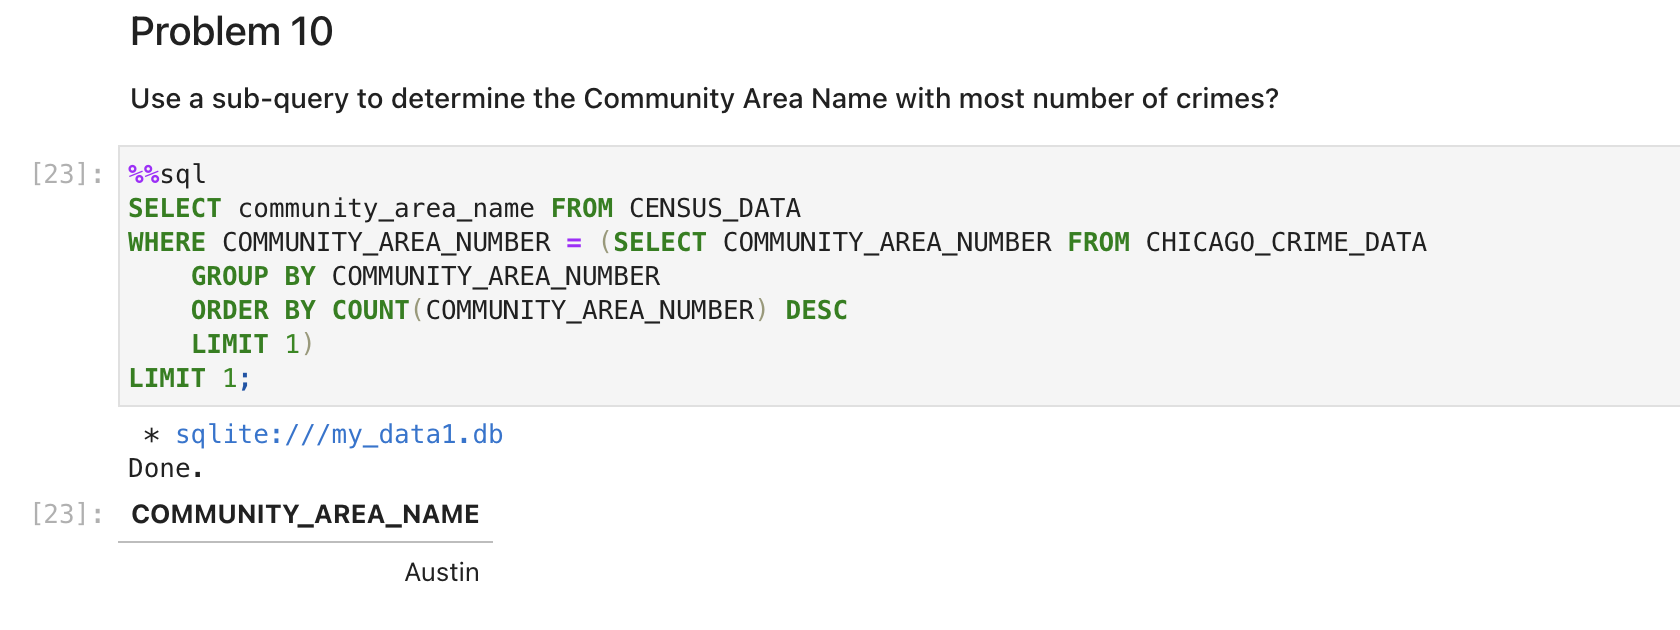 Problem 10
Use a sub-query to determine the Community Area Name with most number of crimes?
[23]:
%%sql
SELECT community_area_name FROM CENSUS_DATA
WHERE COMMUNITY_AREA_NUMBER = (SELECT COMMUNITY_AREA_NUMBER FROM CHICAGO_CRIME_DATA
    GROUP BY COMMUNITY_AREA_NUMBER
    ORDER BY COUNT(COMMUNITY_AREA_NUMBER) DESC
    LIMIT 1)
LIMIT 1;
* sqlite:///my_data1.db
Done.
[23]:
COMMUNITY_AREA_NAME
Austin